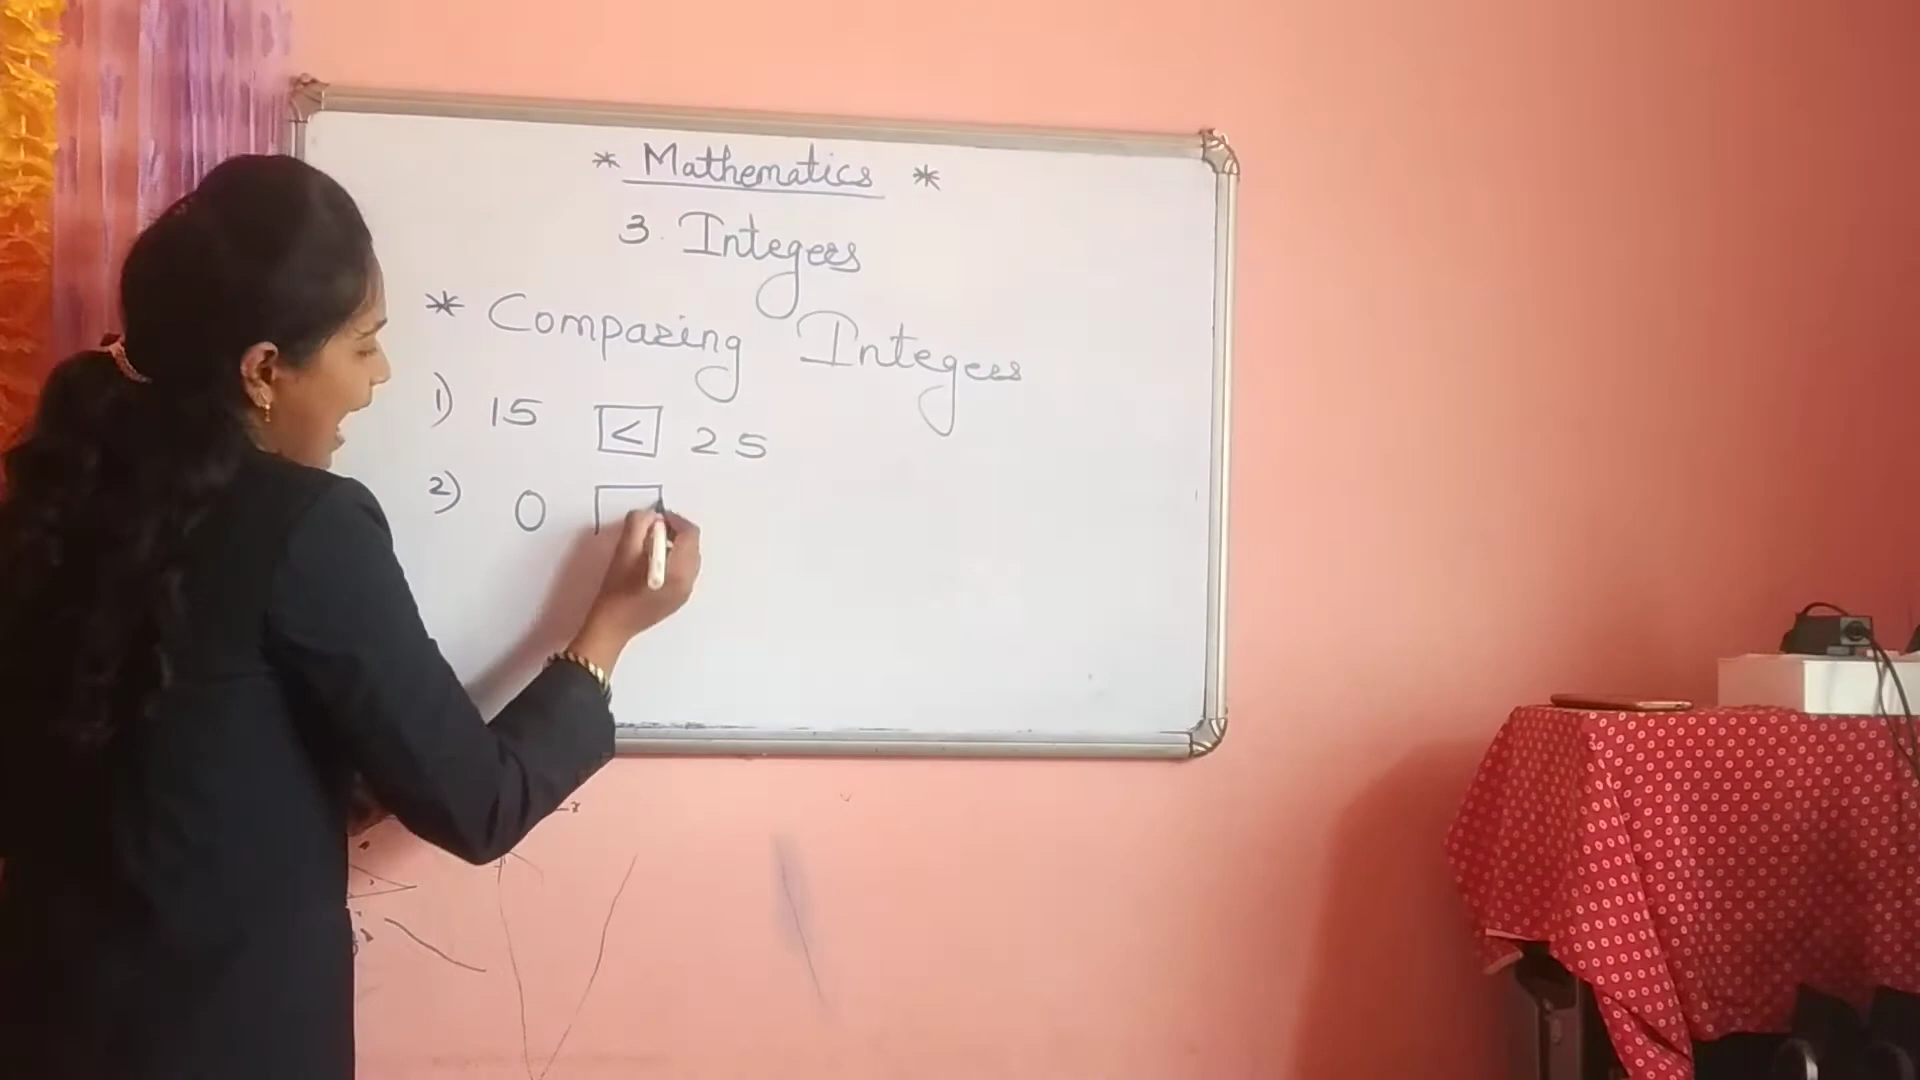 * Mathematics *
3. Integers
* Comparing Integers
1) 15 < 25
2) 0